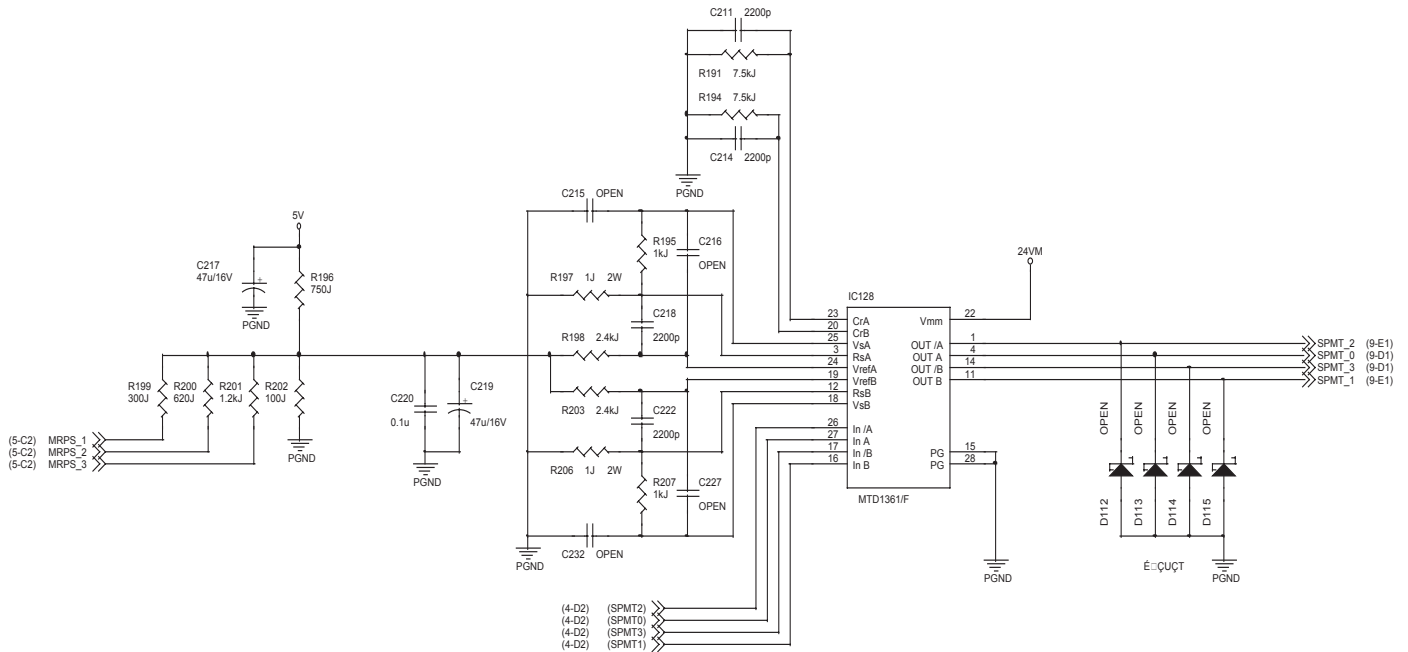 C211 2200p
R191 7.5kJ
R194 7.5kJ
C214 2200p
PGND
C215 OPEN
R195
1kJ
C216
OPEN
5V
C217
47u/16V
PGND
R196
750J
R197 1J 2W
C218
2200p
R198 2.4kJ
24VM
IC128
23 CrA
20 CrB
25 VsA
3 RsA
24 VrefA
19 VrefB
12 RsB
18 VsB
26 In /A
27 In A
17 In /B
16 In B
Vmm 22
OUT /A 1
OUT A 4
OUT /B 14
OUT B 11
PG 15
PG 28
MTD1361/F
SPMT_2 (9-E1)
SPMT_0 (9-D1)
SPMT_3 (9-D1)
SPMT_1 (9-E1)
R199
300J
R200
620J
R201
1.2kJ
R202
100J
PGND
C220
0.1u
C219
47u/16V
PGND
R203 2.4kJ
C222
2200p
R206 1J 2W
R207
1kJ
C227
OPEN
C232 OPEN
PGND
(5-C2) MRPS_1
(5-C2) MRPS_2
(5-C2) MRPS_3
OPEN OPEN OPEN OPEN
D112 D113 D114 D115
É□ÇUÇT
PGND
PGND
(4-D2) (SPMT2)
(4-D2) (SPMT0)
(4-D2) (SPMT3)
(4-D2) (SPMT1)